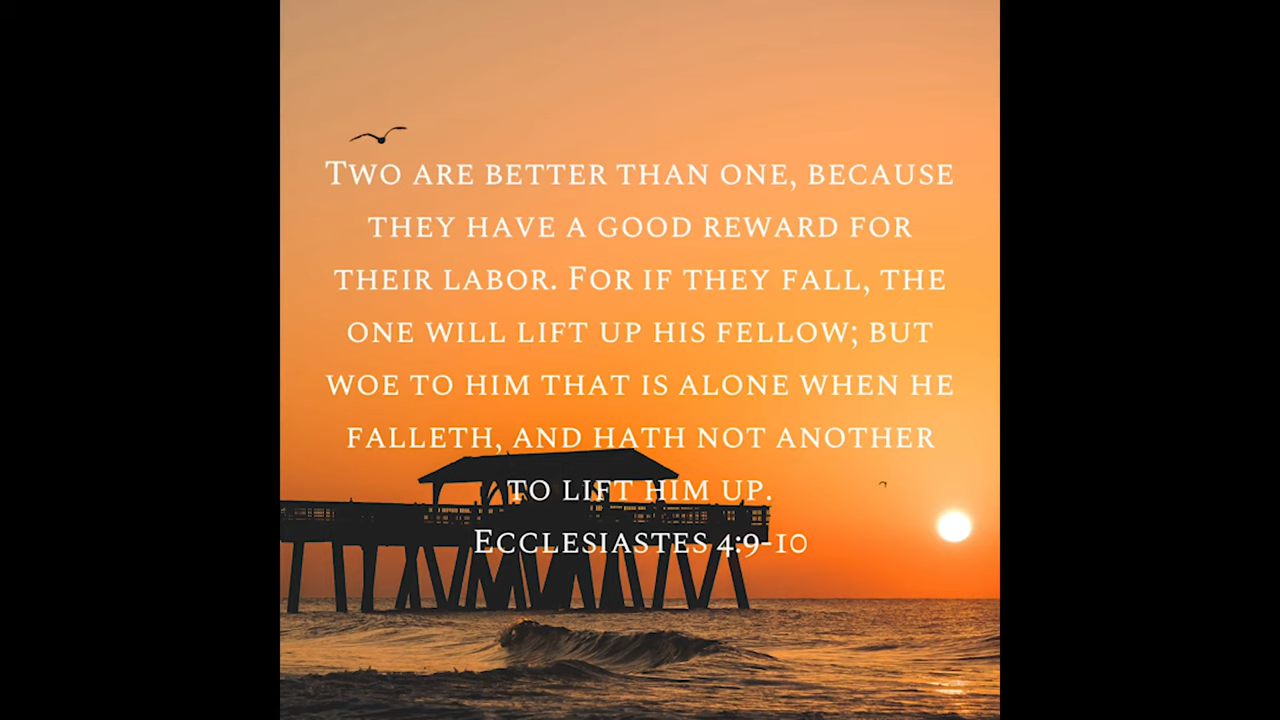 Two are better than one, because
they have a good reward for
their labor. For if they fall, the
one will lift up his fellow; but
woe to him that is alone when he
falleth, and hath not another
to lift him up.
Ecclesiastes 4:9-10